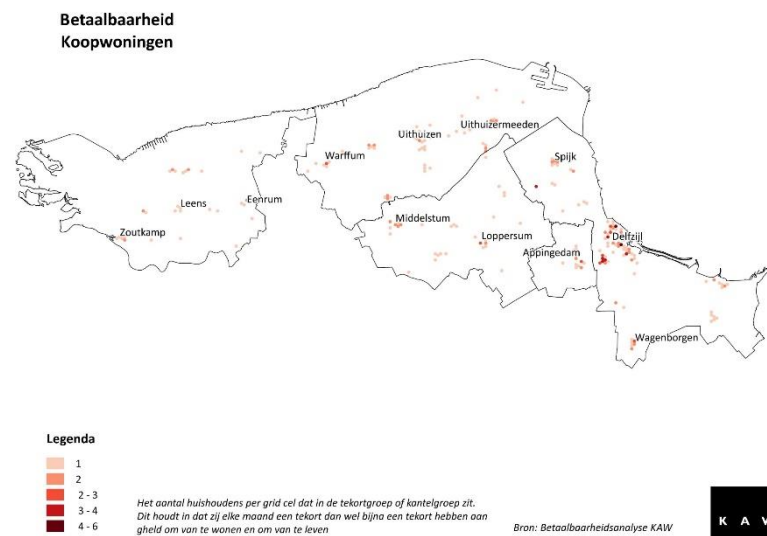 Betaalbaarheid
Koopwoningen
Uithuizermeeden
Uithuizen
Warffum
Spijk
Leens
Eenrum
Middelstum
Zoutkamp
Loppersum
Delfzijl
Appingedam
Wagenborgen
Legenda
1
2
2 - 3
3 - 4
4 - 6
Het aantal huishoudens per grid cel dat in de tekortgroep of kantelgroep zit.
Dit houdt in dat zij elke maand een tekort dan wel bijna een tekort hebben aan
gheld om van te wonen en om van te leven
Bron: Betaalbaarheidsanalyse KAW
K A W